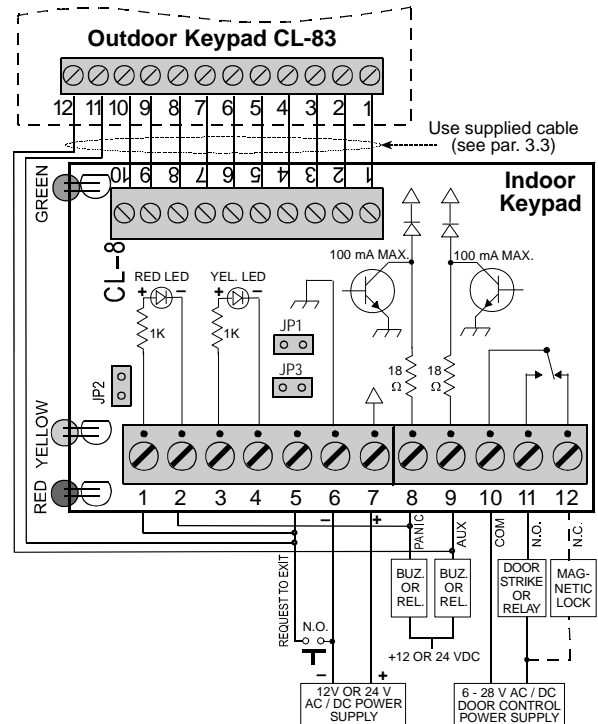 Outdoor Keypad CL-83
12 11 10 9 8 7 6 5 4 3 2 1
Use supplied cable
(see par. 3.3)
10 9 8 7 6 5 4 3 2 1
GREEN
Indoor
Keypad
CL-8
100 mA MAX.
100 mA MAX.
RED LED
YEL. LED
+ –
+ –
1K
1K
JP1
JP2
JP3
18
Ω
18
Ω
YELLOW
RED
1 2 3 4 5 6 7 8 9 10 11 12
– +
PANIC
AUX
COM
N.O.
N.C.
REQUEST TO EXIT
N.O.
BUZ.
OR
REL.
BUZ.
OR
REL.
DOOR
STRIKE
OR
RELAY
MAG-
NETIC
LOCK
+12 OR 24 VDC
– +
12V OR 24 V
AC / DC POWER
SUPPLY
6 - 28 V AC / DC
DOOR CONTROL
POWER SUPPLY